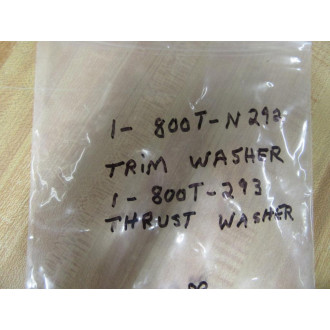 1- 800T-N292
TRIM WASHER
1- 800T-293
THRUST WASHER